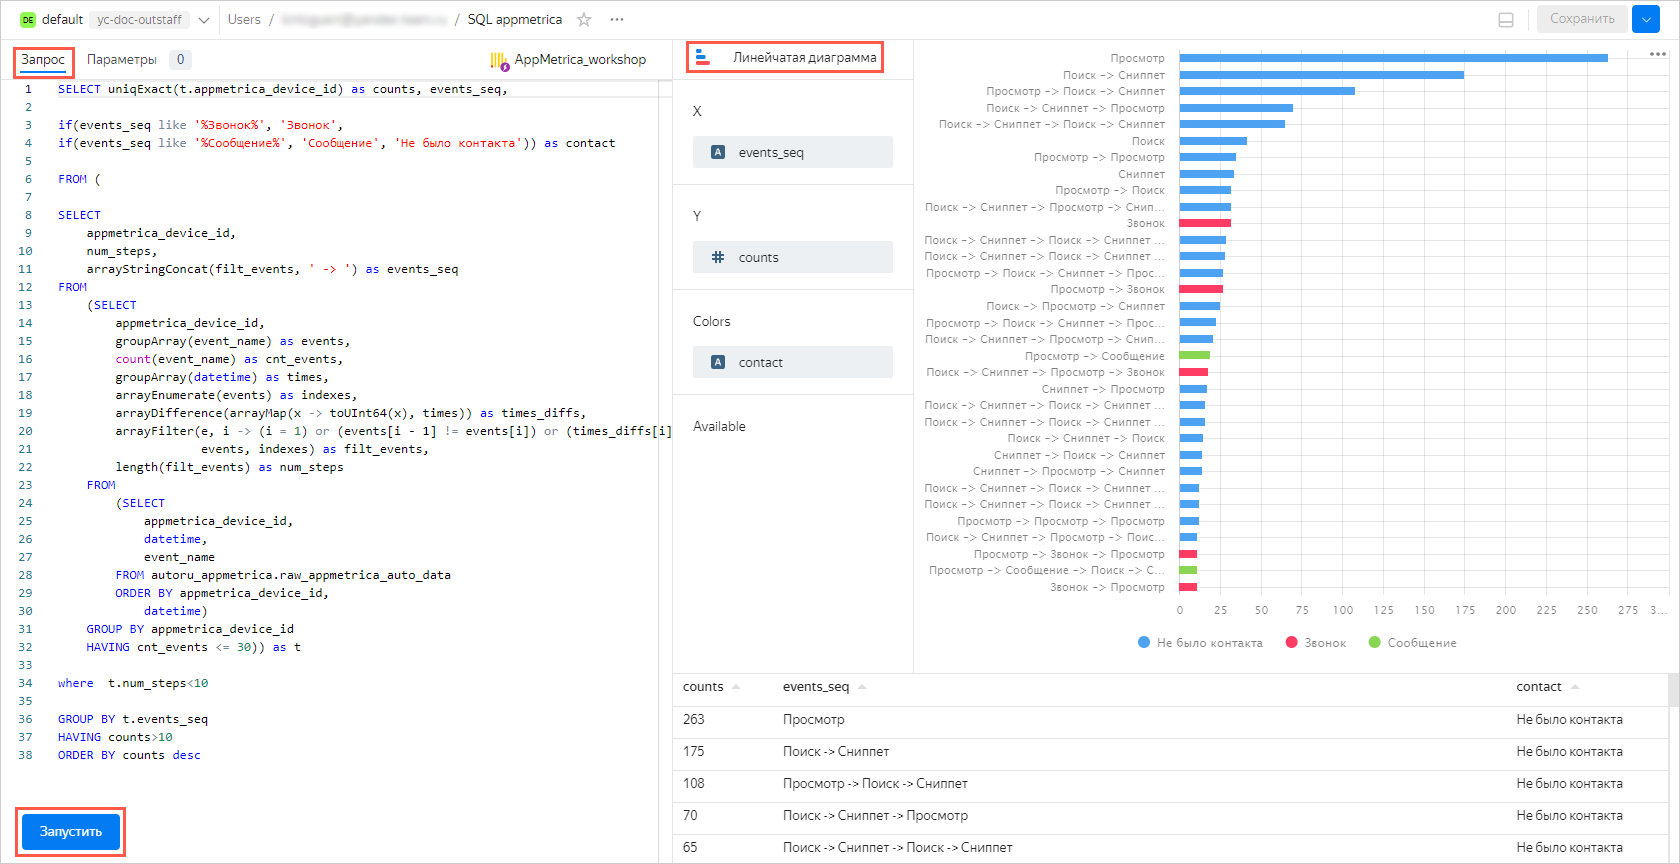 DE default yc-doc-outstaff Users / / SQL appmetrica
Сохранить
Запрос Параметры 0 AppMetrica_workshop
1 SELECT uniqExact(t.appmetrica_device_id) as counts, events_seq,
2
3 if(events_seq like '%Звонок%', 'Звонок',
4 if(events_seq like '%Сообщение%', 'Сообщение', 'Не было контакта')) as contact
5
6 FROM (
7
8 SELECT
9 appmetrica_device_id,
10 num_steps,
11 arrayStringConcat(filt_events, ' -> ') as events_seq
12 FROM
13 (SELECT
14 appmetrica_device_id,
15 groupArray(event_name) as events,
16 count(event_name) as cnt_events,
17 groupArray(datetime) as times,
18 arrayEnumerate(events) as indexes,
19 arrayDifference(arrayMap(x -> toUInt64(x), times)) as times_diffs,
20 arrayFilter(e, i -> (i = 1) or (events[i - 1] != events[i]) or (times_diffs[i]
21 events, indexes) as filt_events,
22 length(filt_events) as num_steps
23 FROM
24 (SELECT
25 appmetrica_device_id,
26 datetime,
27 event_name
28 FROM autoru_appmetrica.raw_appmetrica_auto_data
29 ORDER BY appmetrica_device_id,
30 datetime)
31 GROUP BY appmetrica_device_id
32 HAVING cnt_events <= 30)) as t
33
34 where t.num_steps<10
35
36 GROUP BY t.events_seq
37 HAVING counts>10
38 ORDER BY counts desc
Запустить
Линейчатая диаграмма
X
A events_seq
Y
# counts
Colors
A contact
Available
Просмотр
Поиск -> Сниппет
Просмотр -> Поиск -> Сниппет
Поиск -> Сниппет -> Просмотр
Поиск -> Сниппет -> Поиск -> Сниппет
Поиск
Просмотр -> Просмотр
Сниппет
Просмотр -> Поиск
Поиск -> Сниппет -> Просмотр -> Снип...
Звонок
Поиск -> Сниппет -> Поиск -> Сниппет ...
Поиск -> Сниппет -> Поиск -> Сниппет ...
Просмотр -> Поиск -> Сниппет -> Прос...
Просмотр -> Звонок
Поиск -> Просмотр -> Сниппет
Просмотр -> Поиск -> Сниппет -> Прос...
Поиск -> Сниппет -> Просмотр -> Снип...
Просмотр -> Сообщение
Поиск -> Сниппет -> Просмотр -> Звонок
Сниппет -> Просмотр
Поиск -> Сниппет -> Поиск -> Сниппет ...
Поиск -> Сниппет -> Поиск -> Сниппет ...
Поиск -> Сниппет -> Поиск
Сниппет -> Поиск -> Сниппет
Сниппет -> Просмотр -> Сниппет
Поиск -> Сниппет -> Поиск -> Сниппет ...
Поиск -> Сниппет -> Поиск -> Сниппет ...
Просмотр -> Просмотр -> Просмотр
Поиск -> Сниппет -> Просмотр -> Поис...
Просмотр -> Звонок -> Просмотр
Просмотр -> Сообщение -> Поиск -> С...
Звонок -> Просмотр
0 25 50 75 100 125 150 175 200 225 250 275 3...
Не было контакта Звонок Сообщение
counts events_seq contact
263 Просмотр Не было контакта
175 Поиск -> Сниппет Не было контакта
108 Просмотр -> Поиск -> Сниппет Не было контакта
70 Поиск -> Сниппет -> Просмотр Не было контакта
65 Поиск -> Сниппет -> Поиск -> Сниппет Не было контакта